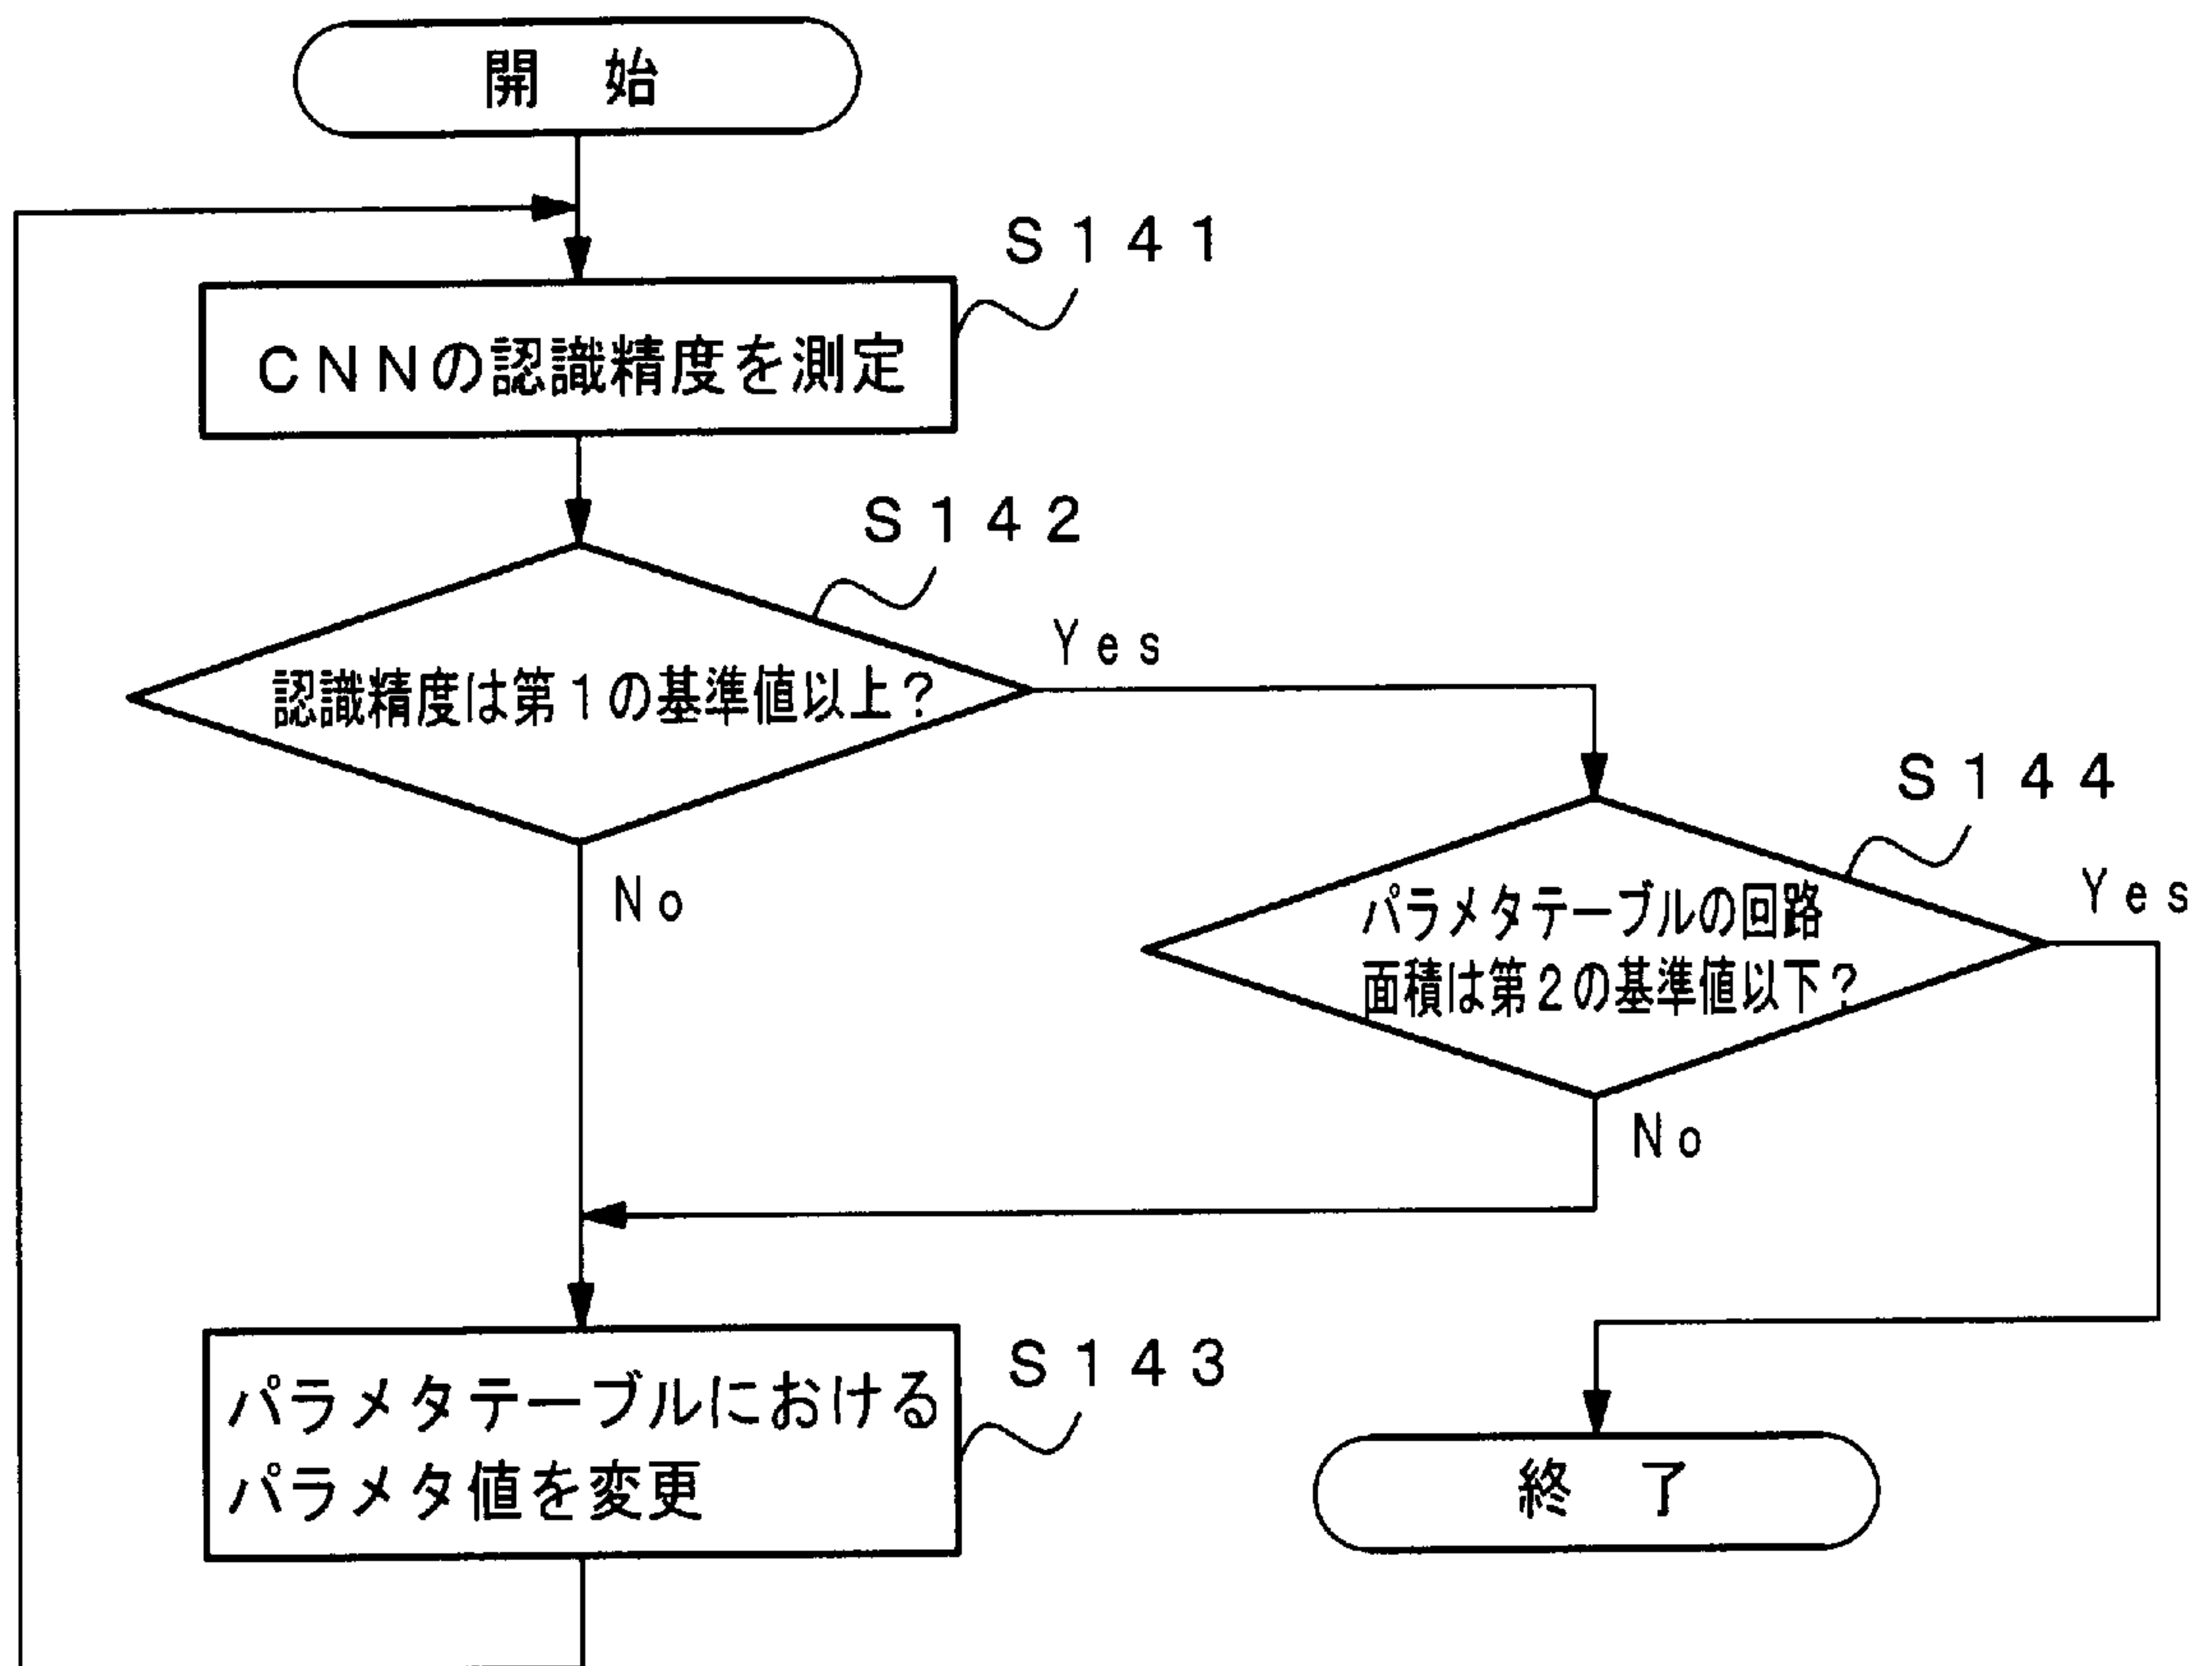 開 始
S141
CNNの認識精度を測定
S142
認識精度は第1の基準値以上?
Yes
No
S144
パラメタテーブルの回路
面積は第2の基準値以下?
Yes
No
S143
パラメタテーブルにおける
パラメタ値を変更
終 了